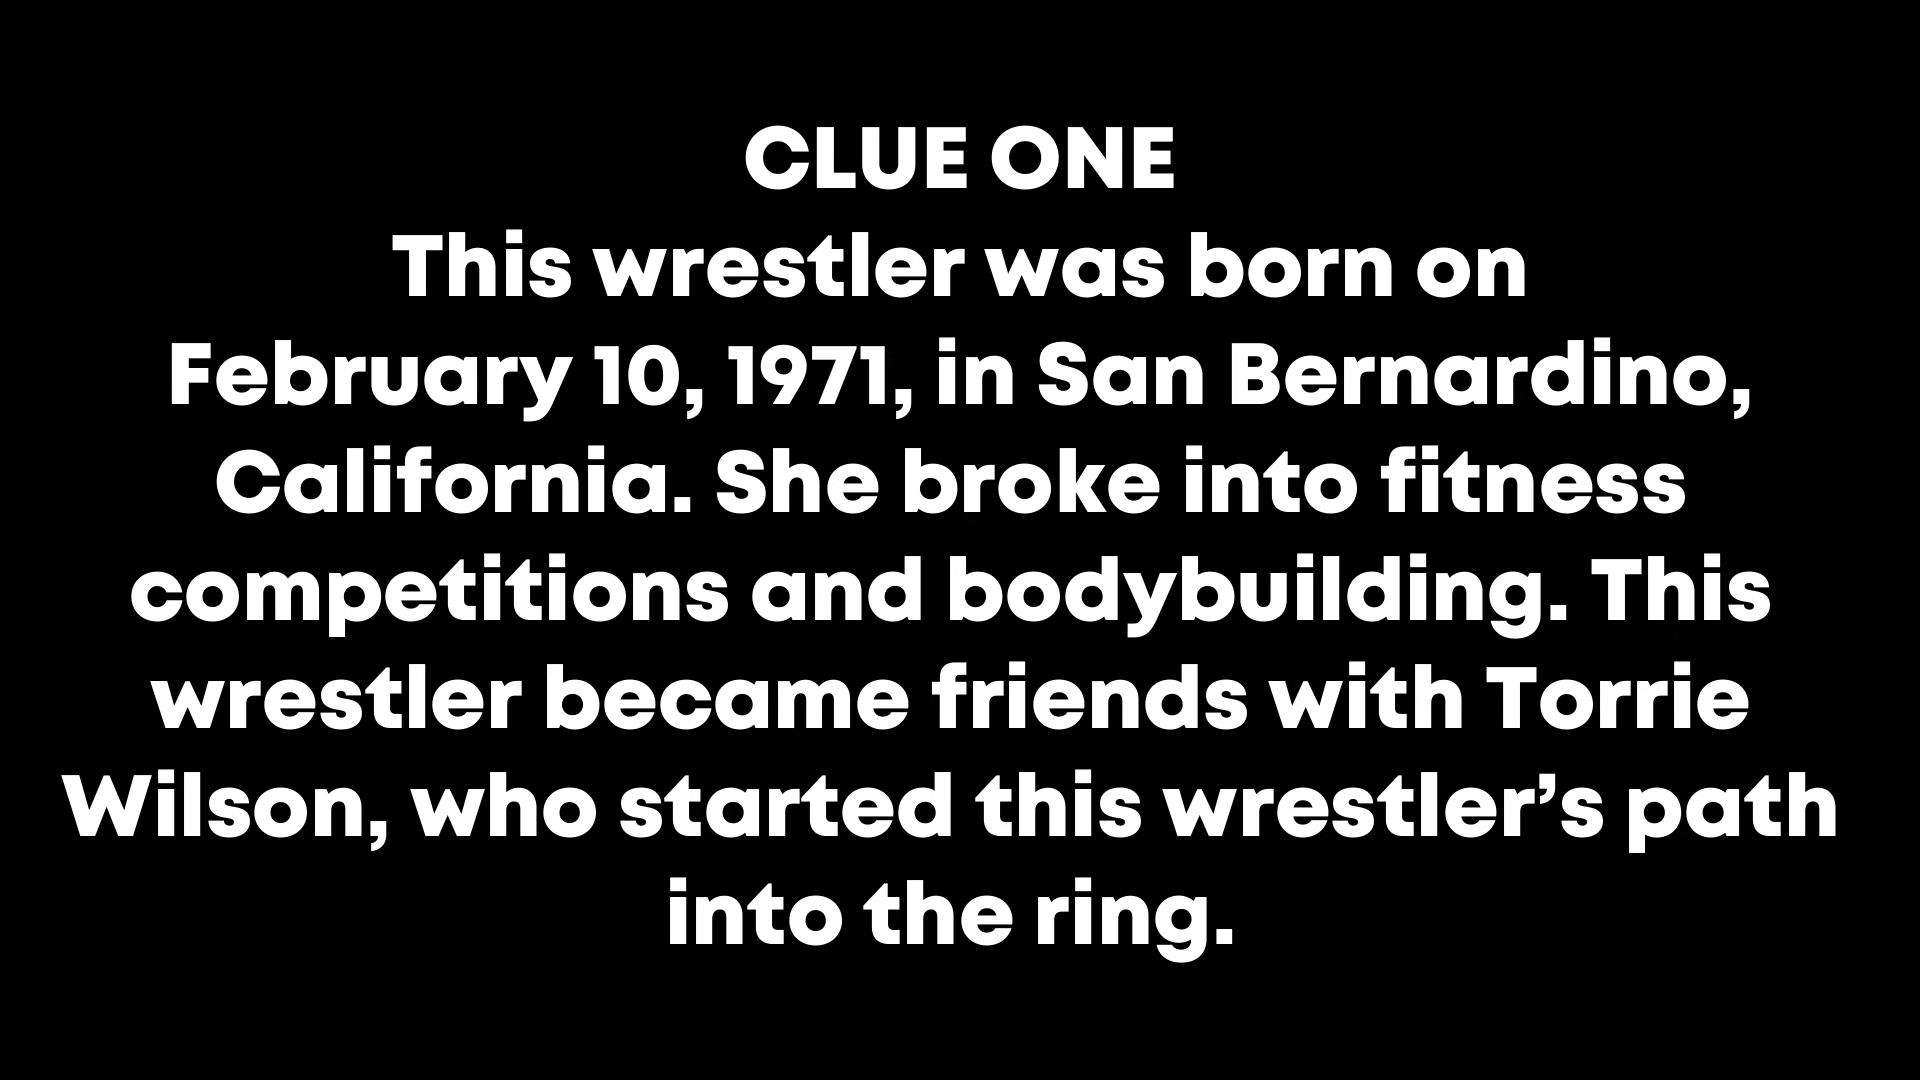 CLUE ONE
This wrestler was born on
February 10, 1971, in San Bernardino,
California. She broke into fitness
competitions and bodybuilding. This
wrestler became friends with Torrie
Wilson, who started this wrestler’s path
into the ring.